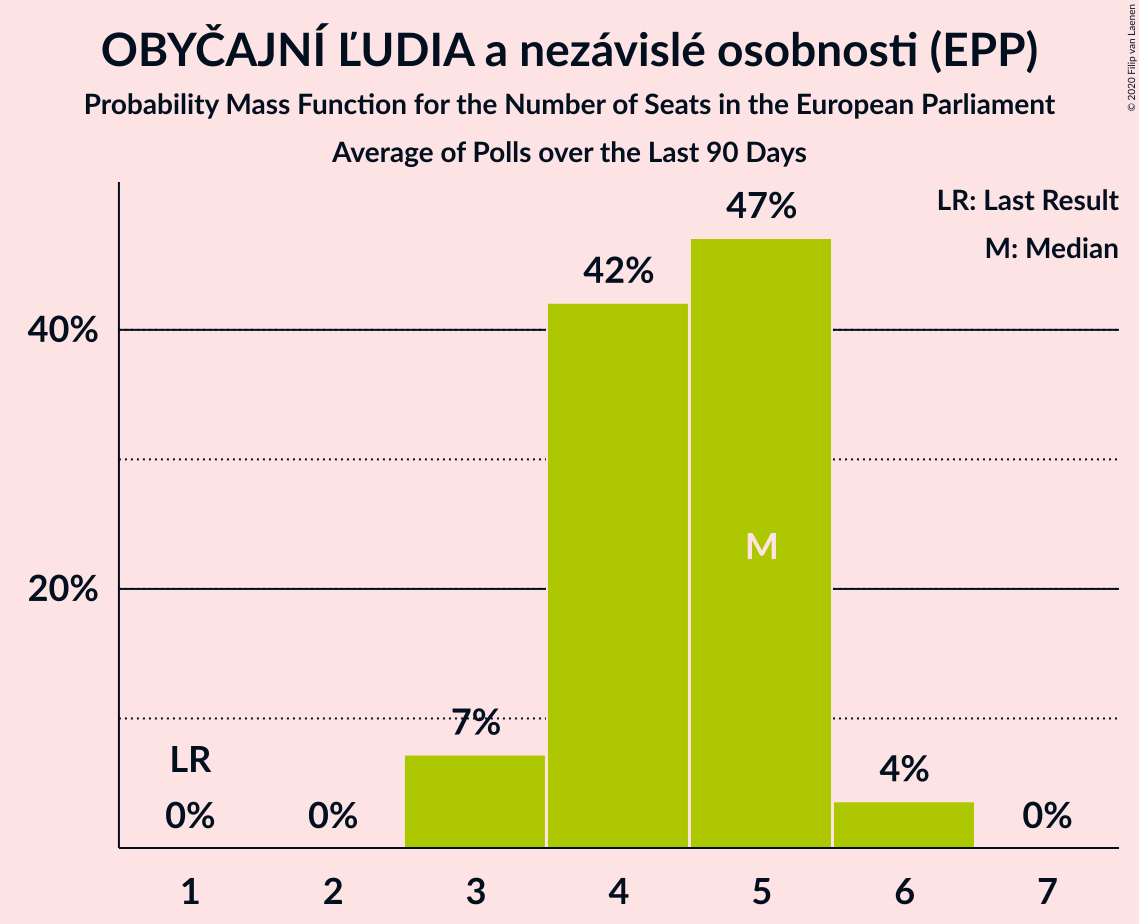 OBYČAJNÍ ĽUDIA a nezávislé osobnosti (EPP)
Probability Mass Function for the Number of Seats in the European Parliament
Average of Polls over the Last 90 Days
© 2020 Filip van Laenen
LR: Last Result
M: Median
47%
42%
40%
M
20%
7%
LR
4%
0%
0%
0%
1
2
3
4
5
6
7